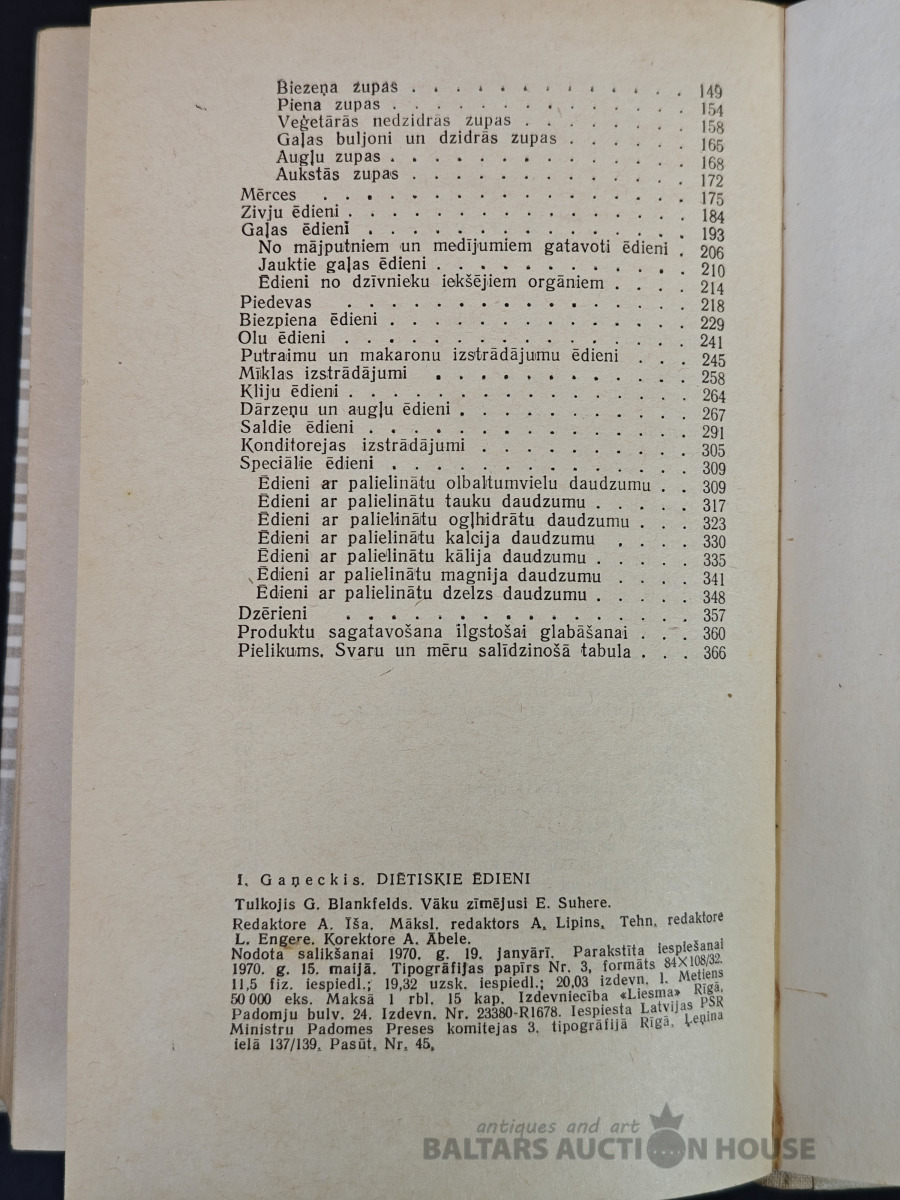 Biezeņa zupas . . . . . . . . . . . . . 149
Piena zupas . . . . . . . . . . . . . 154
Veģetārās nedzidrās zupas . . . . . . . 158
Gaļas buljoni un dzidrās zupas . . . . . 165
Augļu zupas . . . . . . . . . . . . . 168
Aukstās zupas . . . . . . . . . . . . 172
Mērces . . . . . . . . . . . . . . . 175
Zivju ēdieni . . . . . . . . . . . . . . 184
Gaļas ēdieni . . . . . . . . . . . . . . 193
No mājputniem un medījumiem gatavoti ēdieni . 206
Jauktie gaļas ēdieni . . . . . . . . . . . 210
Ēdieni no dzīvnieku iekšējiem orgāniem . . . . 214
Piedevas . . . . . . . . . . . . . . 218
Biezpiena ēdieni . . . . . . . . . . . . . 229
Olu ēdieni . . . . . . . . . . . . . . 241
Putraimu un makaronu izstrādājumu ēdieni . . . 245
Mīklas izstrādājumi . . . . . . . . . . . 258
Kliju ēdieni . . . . . . . . . . . . . . 264
Dārzeņu un augļu ēdieni . . . . . . . . . . 267
Saldie ēdieni . . . . . . . . . . . . . . 291
Konditorejas izstrādājumi . . . . . . . . . 305
Speciālie ēdieni . . . . . . . . . . . . . 309
Ēdieni ar palielinātu olbaltumvielu daudzumu . . 309
Ēdieni ar palielinātu tauku daudzumu . . . . . 317
Ēdieni ar palielinātu ogļhidrātu daudzumu . . . 323
Ēdieni ar palielinātu kalcija daudzumu . . . . 330
Ēdieni ar palielinātu kālija daudzumu . . . . . 335
Ēdieni ar palielinātu magnija daudzumu . . . . 341
Ēdieni ar palielinātu dzelzs daudzumu . . . . . 348
Dzērieni . . . . . . . . . . . . . . 357
Produktu sagatavošana ilgstošai glabāšanai . . . 360
Pielikums. Svaru un mēru salīdzinošā tabula . . . 366
I. Gaņeckis. DIĒTISKIE ĒDIENI
Tulkojis G. Blankfelds. Vāku zīmējusi E. Suhere.
Redaktore A. Īša. Māksl. redaktors A. Lipins. Tehn. redaktore
L. Engere. Korektore A. Ābele.
Nodota salikšanai 1970. g. 19. janvārī. Parakstīta iespiešanai
1970. g. 15. maijā. Tipogrāfijas papīrs Nr. 3, formāts 84×108/32.
11,5 fiz. iespiedl.; 19,32 uzsk. iespiedl.; 20,03 izdevn. l. Metiens
50 000 eks. Maksā 1 rbl. 15 kap. Izdevniecība «Liesma» Rīgā,
Padomju bulv. 24. Izdevn. Nr. 23380-R1678. Iespiesta Latvijas PSR
Ministru Padomes Preses komitejas 3. tipogrāfijā Rīgā, Ļeņina
ielā 137/139. Pasūt. Nr. 45.
antiques and art
BALTARS AUCTION HOUSE